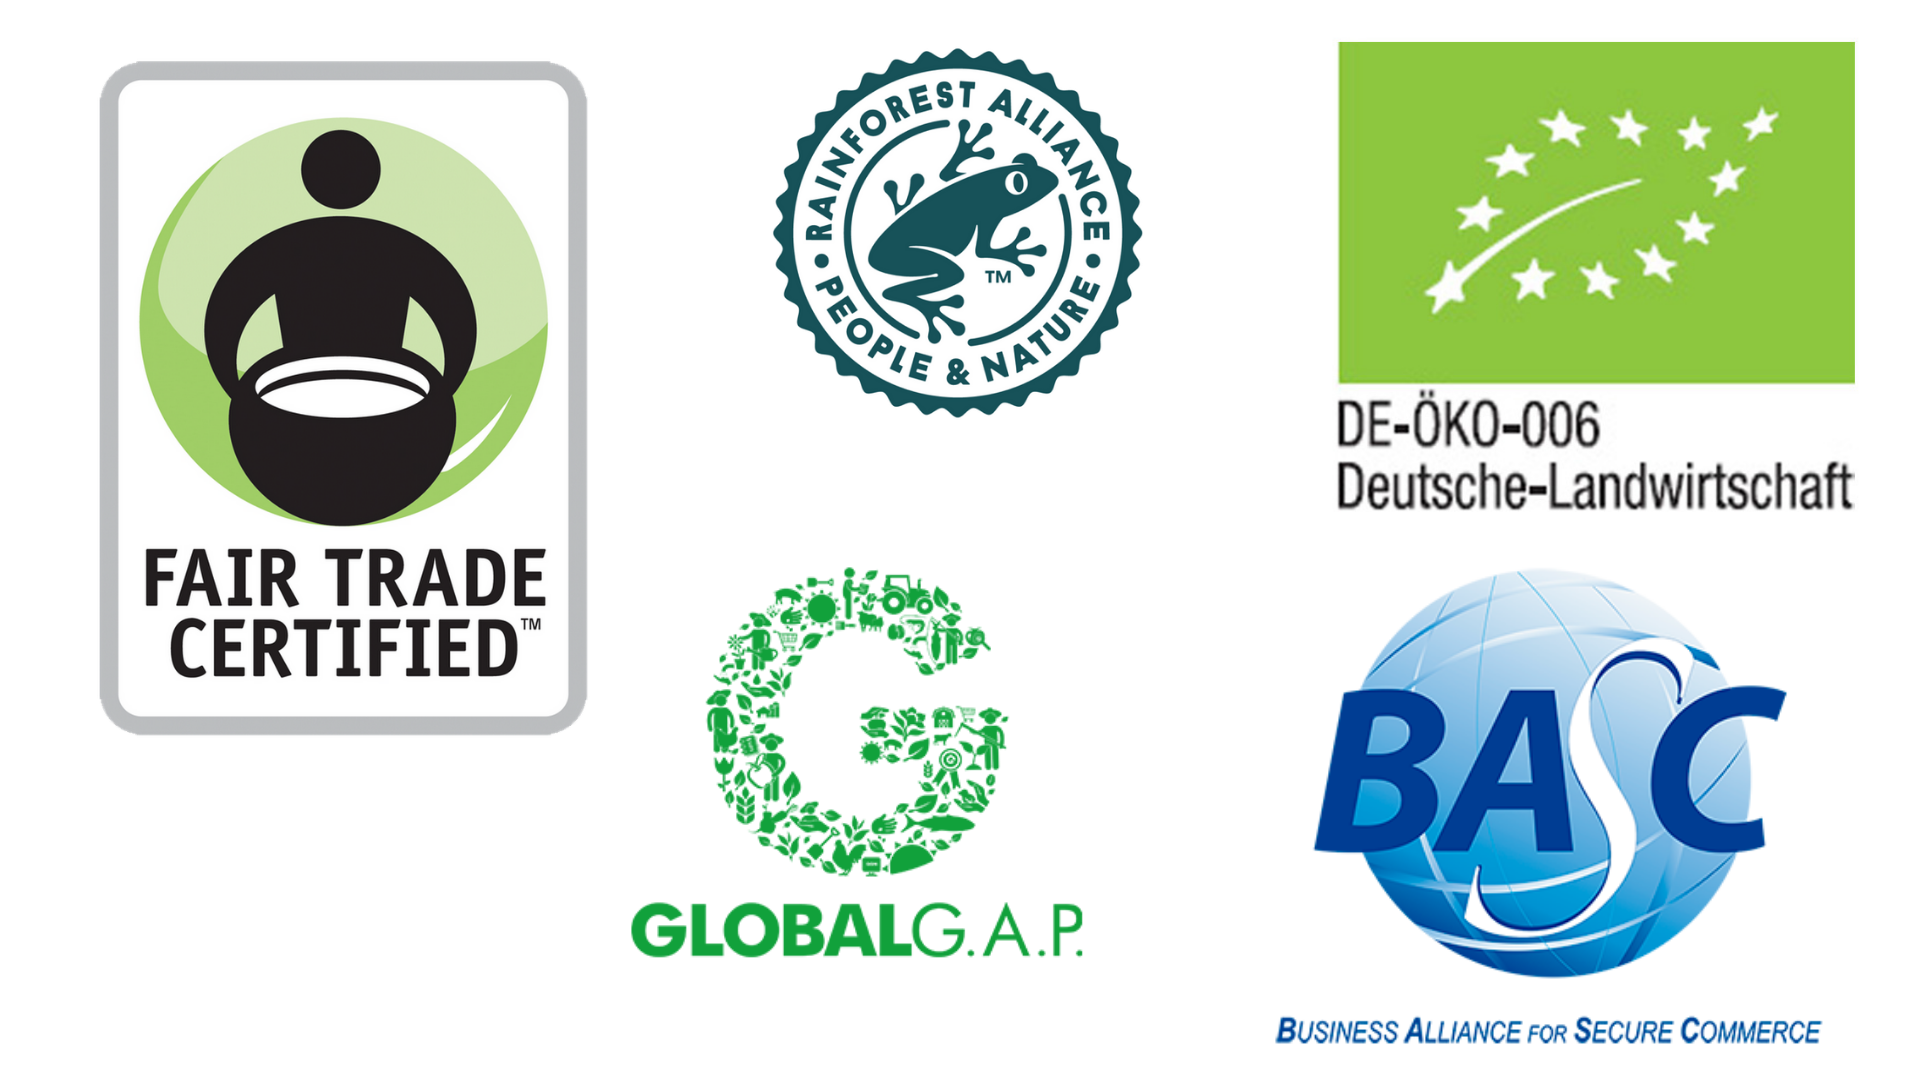 FAIR TRADE
CERTIFIED™
RAINFOREST ALLIANCE
• PEOPLE & NATURE •
TM
DE-ÖKO-006
Deutsche-Landwirtschaft
GLOBALG.A.P.
BASC
BUSINESS ALLIANCE FOR SECURE COMMERCE